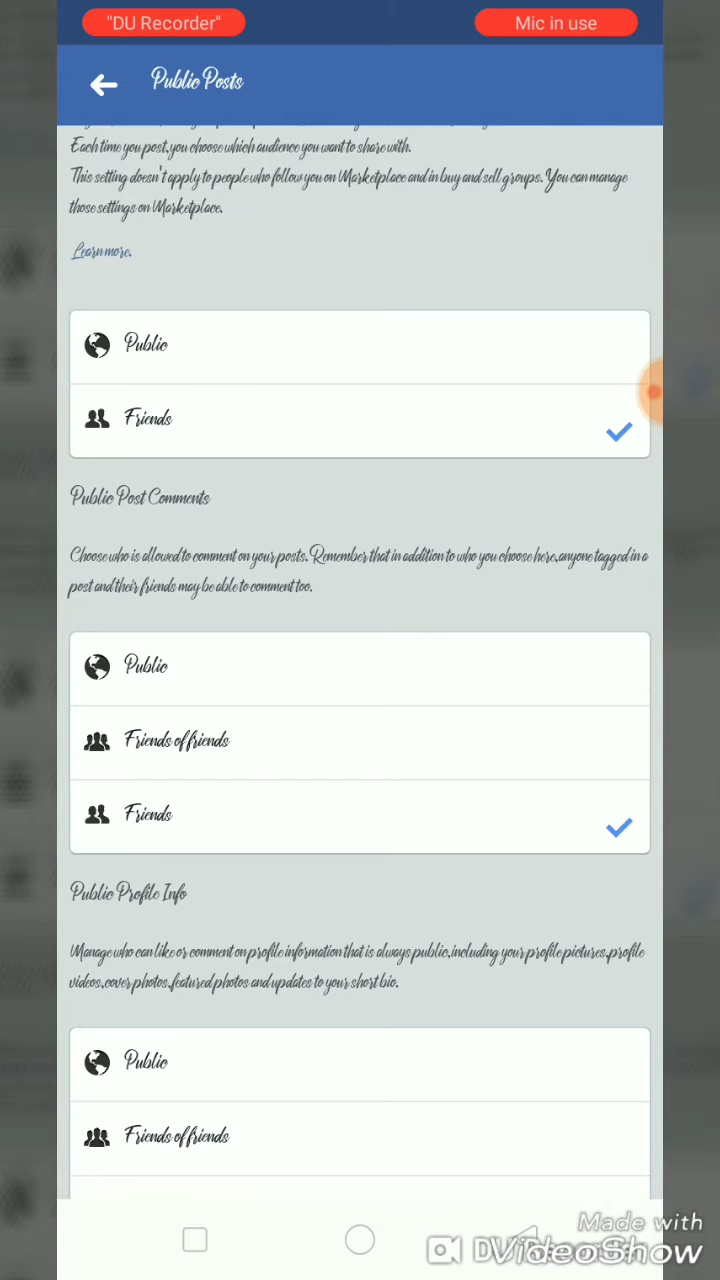 "DU Recorder"
Mic in use
Public Posts
Each time you post, you choose which audience you want to share with.
This setting doesn't apply to people who follow you on Marketplace and in buy and sell groups. You can manage
those settings on Marketplace.
Learn more.
Public
Friends
Public Post Comments
Choose who is allowed to comment on your posts. Remember that in addition to who you choose here, anyone tagged in a
post and their friends may be able to comment too.
Public
Friends of friends
Friends
Public Profile Info
Manage who can like or comment on profile information that is always public, including your profile pictures, profile
videos, cover photos, featured photos and updates to your short bio.
Public
Friends of friends
Made with
VideoShow